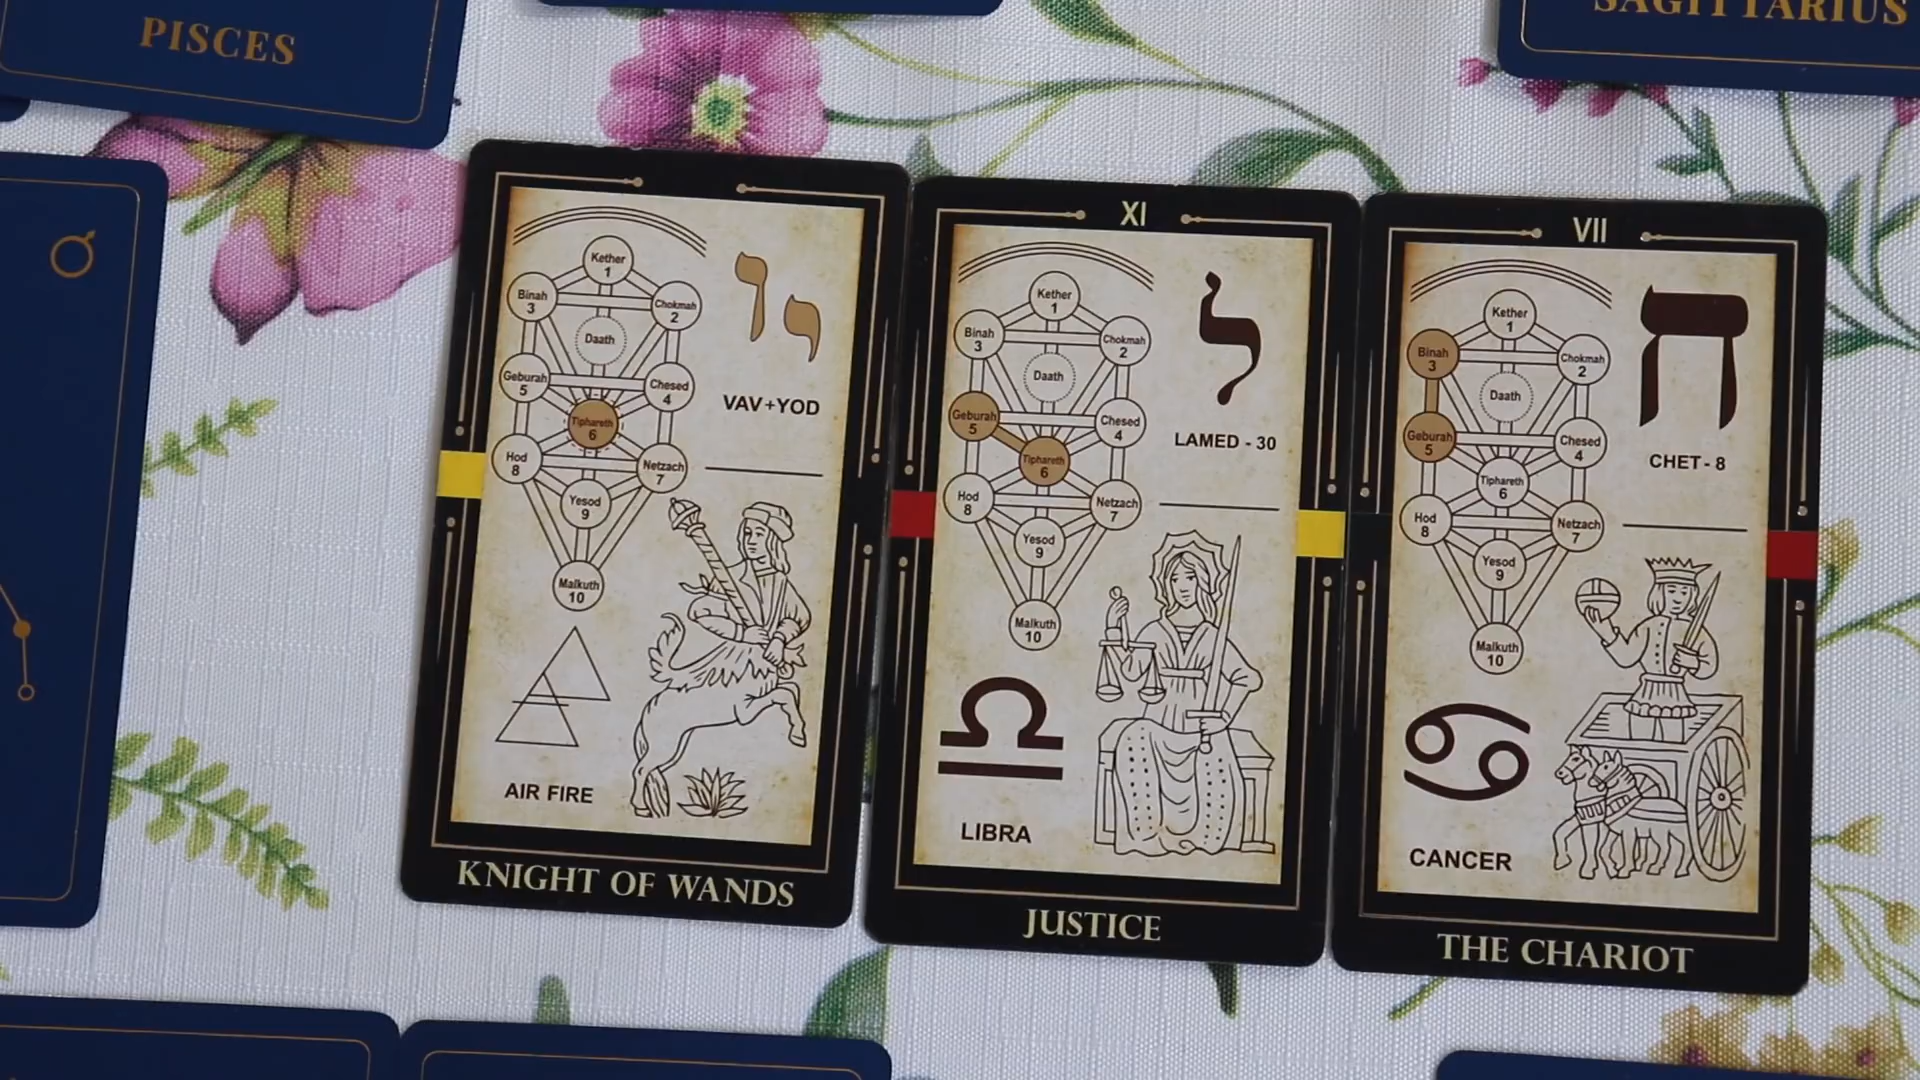 PISCES
SAGITTARIUS
Kether
1
Binah
3
Chokmah
2
Daath
Geburah
5
Chesed
4
Tiphareth
6
Hod
8
Netzach
7
Yesod
9
Malkuth
10
ו י
VAV+YOD
AIR FIRE
KNIGHT OF WANDS
XI
Kether
1
Binah
3
Chokmah
2
Daath
Geburah
5
Chesed
4
Tiphareth
6
Hod
8
Netzach
7
Yesod
9
Malkuth
10
ל
LAMED - 30
♎
LIBRA
JUSTICE
VII
Kether
1
Binah
3
Chokmah
2
Daath
Geburah
5
Chesed
4
Tiphareth
6
Hod
8
Netzach
7
Yesod
9
Malkuth
10
ח
CHET - 8
♋
CANCER
THE CHARIOT